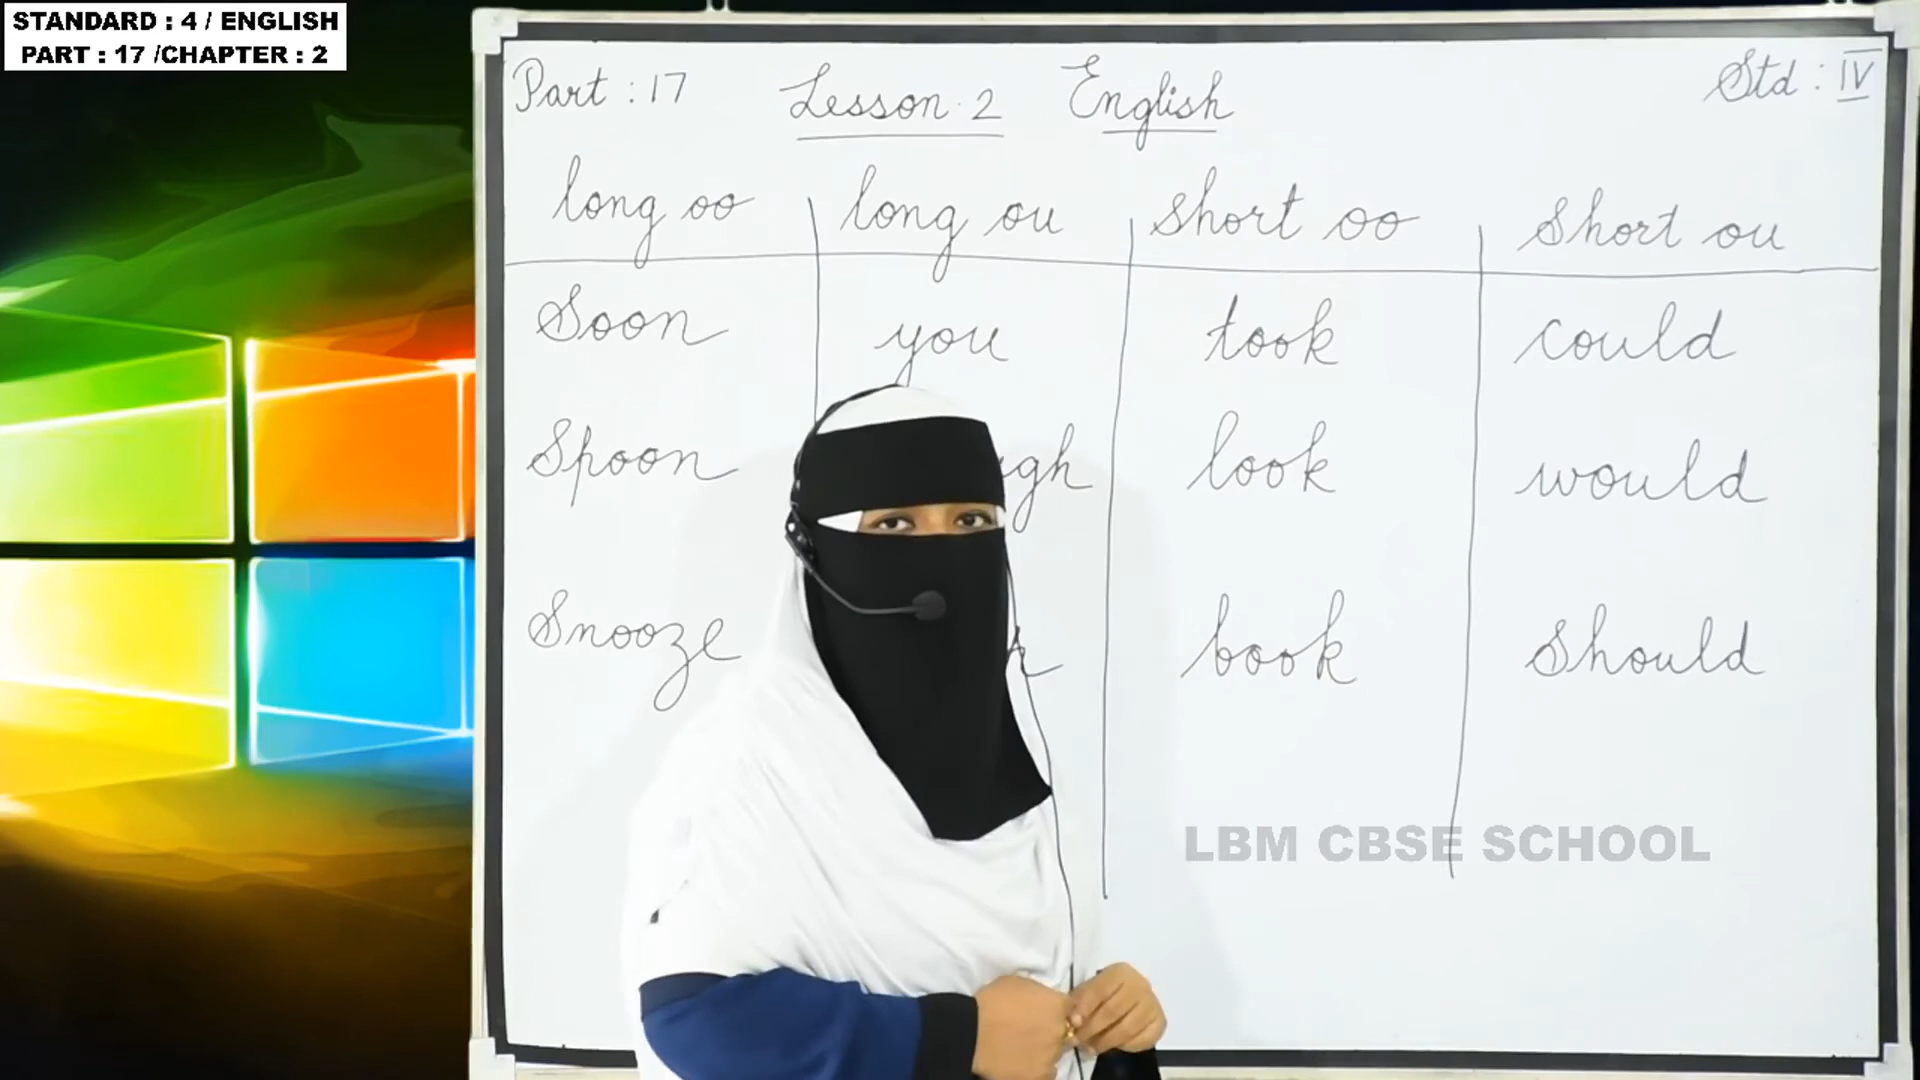 STANDARD : 4 / ENGLISH
PART : 17 /CHAPTER : 2
Part : 17 Lesson 2 English Std : IV
long oo long ou short oo short ou
Soon you took could
Spoon look would
Snooze book should
LBM CBSE SCHOOL